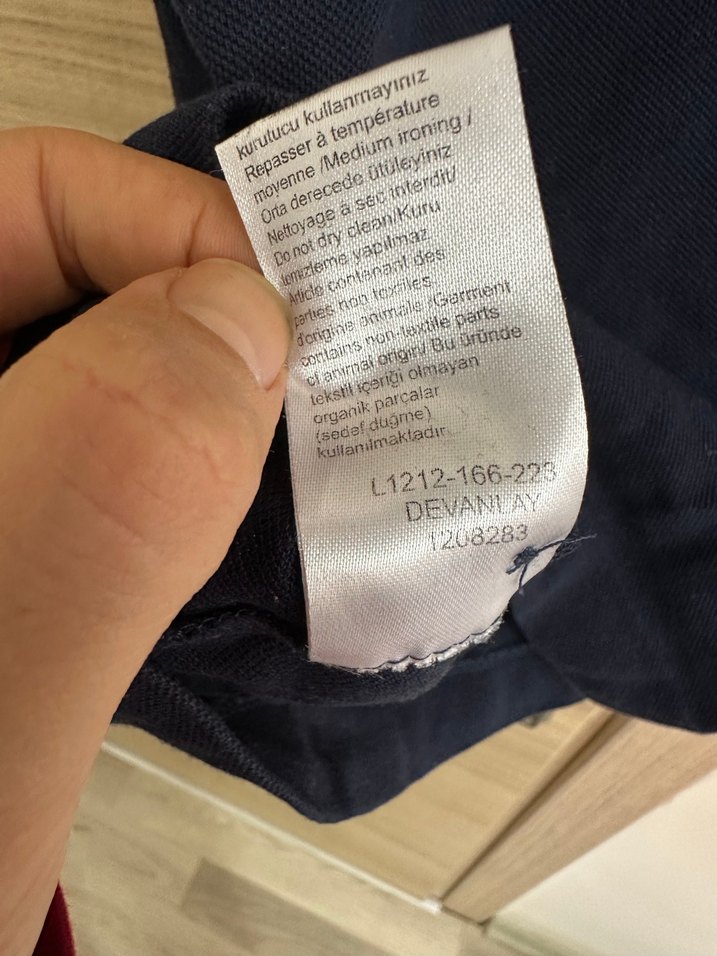 kurutucu kullanmayınız
Repasser à température
moyenne /Medium ironing /
Orta derecede ütüleyiniz
Nettoyage à sec interdit/
Do not dry clean/Kuru
temizleme yapılmaz
Article contenant des
parties non textiles,
d'origine animale /Garment
contains non-textile parts
of animal origin/ Bu üründe
tekstil içeriği olmayan
organik parçalar
(sedef düğme)
kullanılmaktadır.
L1212-166-223
DEVANLAY
1208283